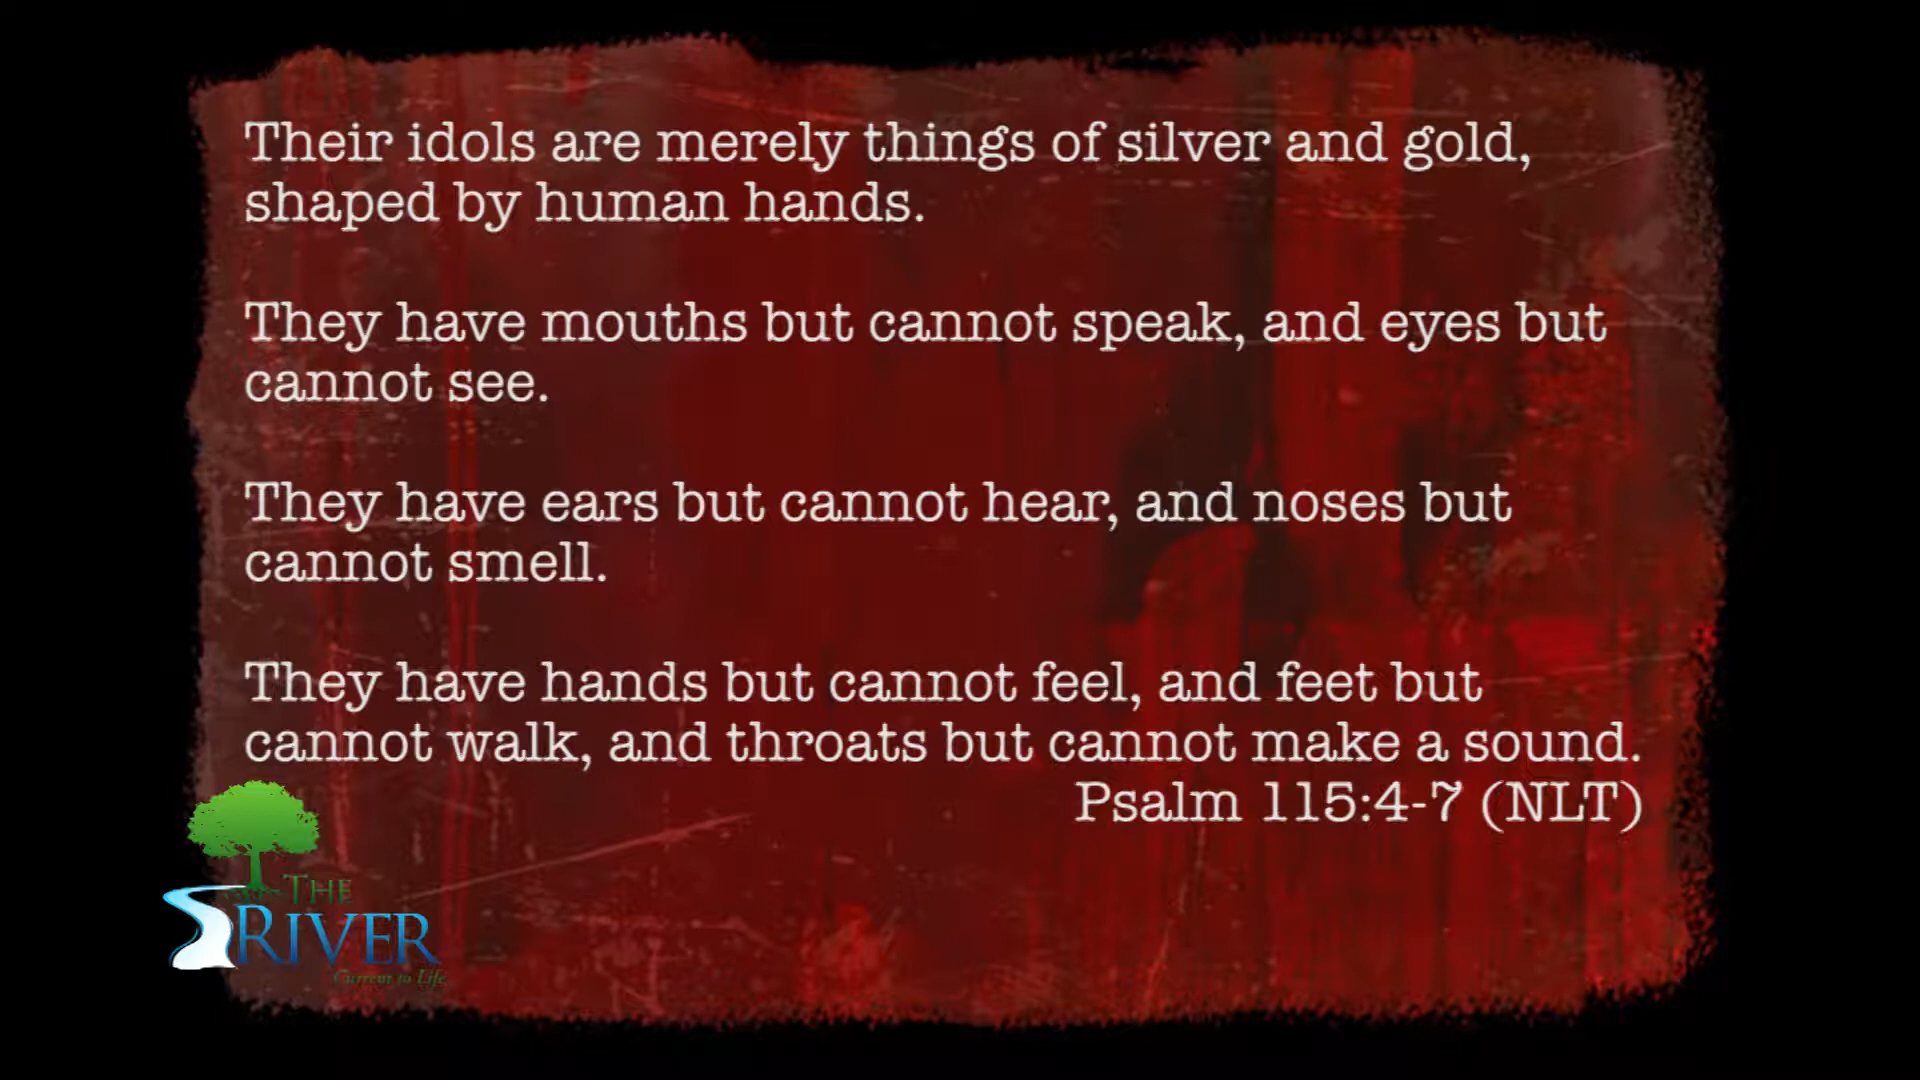 Their idols are merely things of silver and gold,
shaped by human hands.
They have mouths but cannot speak, and eyes but
cannot see.
They have ears but cannot hear, and noses but
cannot smell.
They have hands but cannot feel, and feet but
cannot walk, and throats but cannot make a sound.
Psalm 115:4-7 (NLT)
THE
RIVER
Current to Life